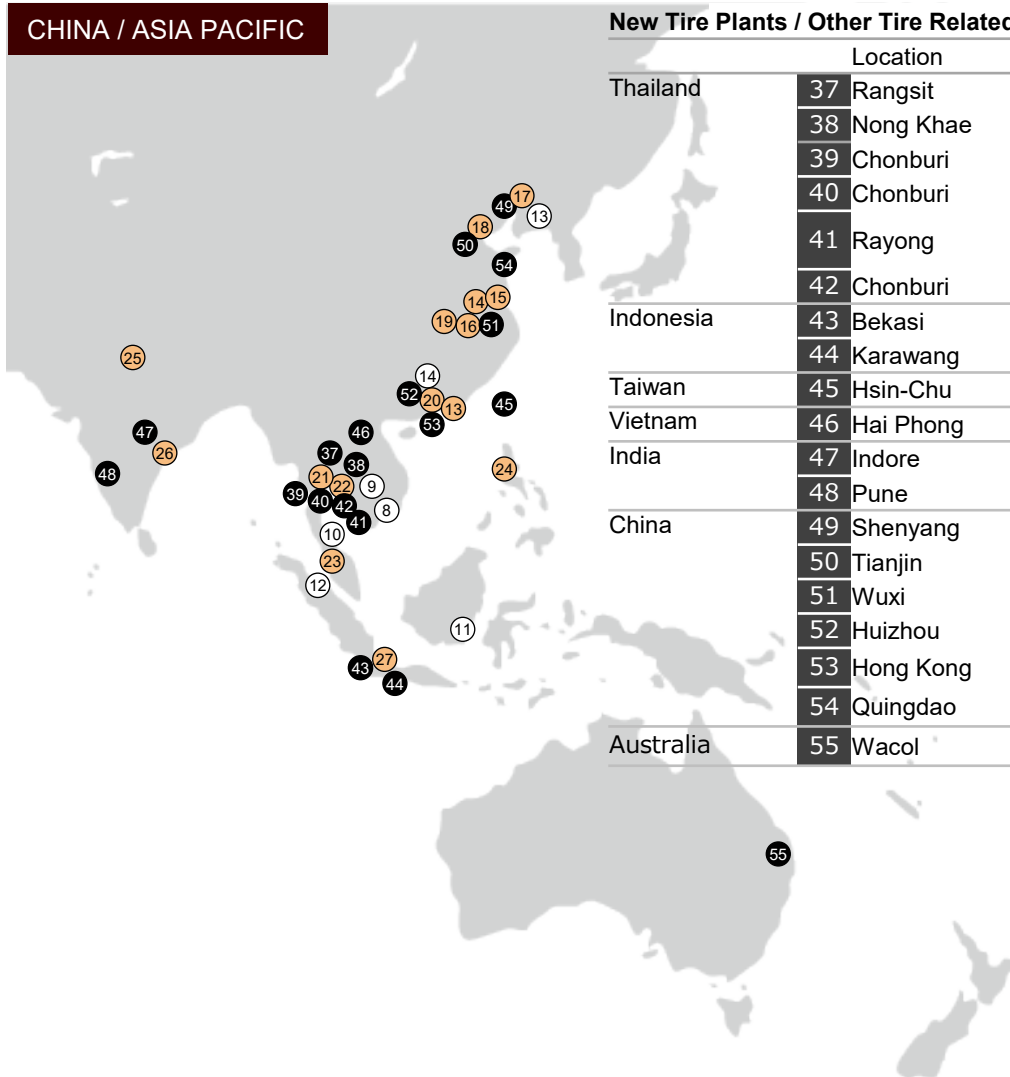 CHINA / ASIA PACIFIC
New Tire Plants / Other Tire Related
Location
Thailand 37 Rangsit
38 Nong Khae
39 Chonburi
40 Chonburi
41 Rayong
42 Chonburi
Indonesia 43 Bekasi
44 Karawang
Taiwan 45 Hsin-Chu
Vietnam 46 Hai Phong
India 47 Indore
48 Pune
China 49 Shenyang
50 Tianjin
51 Wuxi
52 Huizhou
53 Hong Kong
54 Quingdao
Australia 55 Wacol
17
49
13
18
50
54
15
14
19 16 51
25
14
52 20 13
45
53
47 46
26 37
38
48 21 24
22 9
39 40 42 8
41
10
23
12
11
27
43
44
55